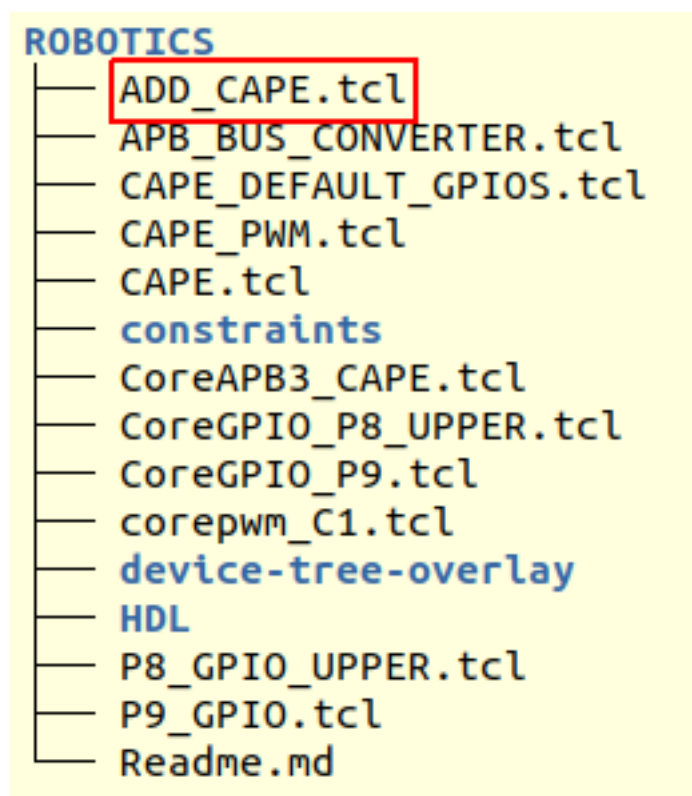 ROBOTICS
ADD_CAPE.tcl
APB_BUS_CONVERTER.tcl
CAPE_DEFAULT_GPIOS.tcl
CAPE_PWM.tcl
CAPE.tcl
constraints
CoreAPB3_CAPE.tcl
CoreGPIO_P8_UPPER.tcl
CoreGPIO_P9.tcl
corepwm_C1.tcl
device-tree-overlay
HDL
P8_GPIO_UPPER.tcl
P9_GPIO.tcl
Readme.md